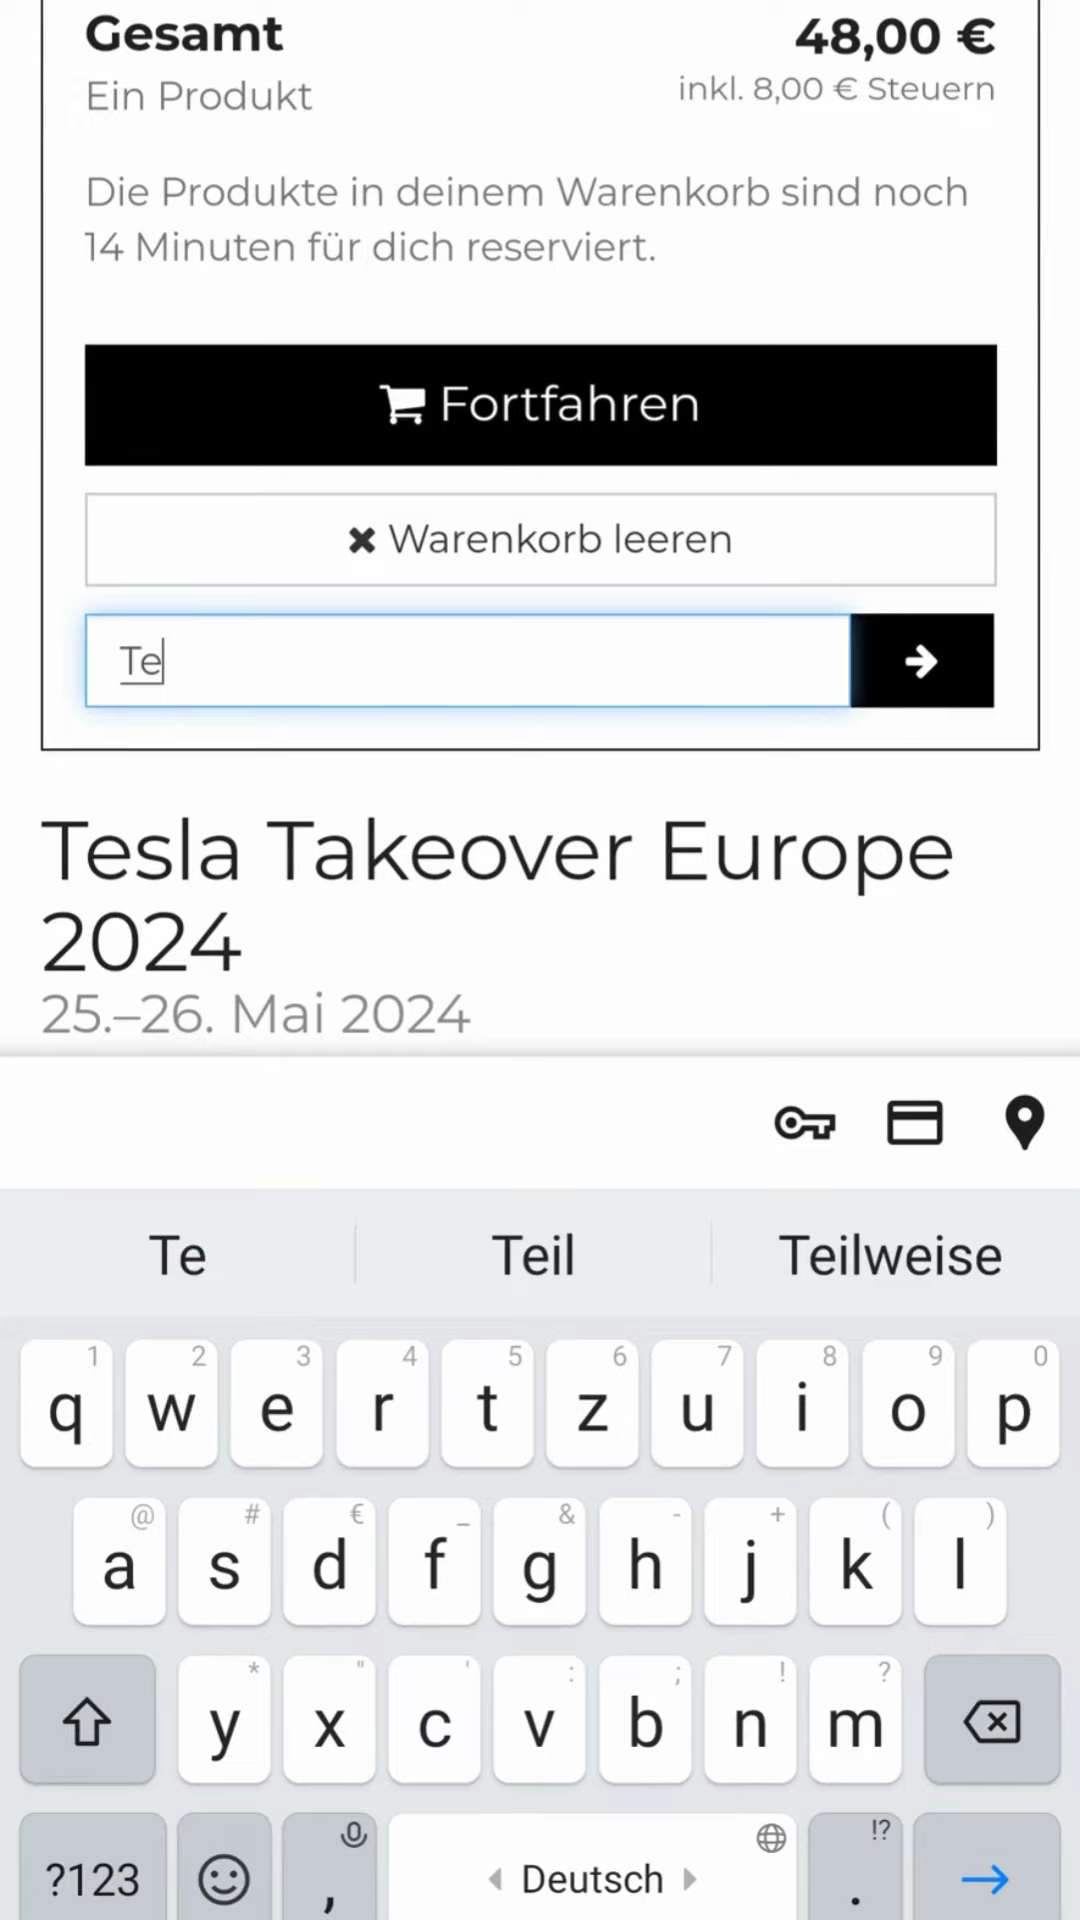 Gesamt 48,00 €
Ein Produkt inkl. 8,00 € Steuern
Die Produkte in deinem Warenkorb sind noch
14 Minuten für dich reserviert.
Fortfahren
Warenkorb leeren
Te
Tesla Takeover Europe
2024
25.–26. Mai 2024
Te Teil Teilweise
1 2 3 4 5 6 7 8 9 0
q w e r t z u i o p
@ # € _ & - + ( )
a s d f g h j k l
* " ' : ; ! ?
y x c v b n m
!?
?123 , Deutsch .